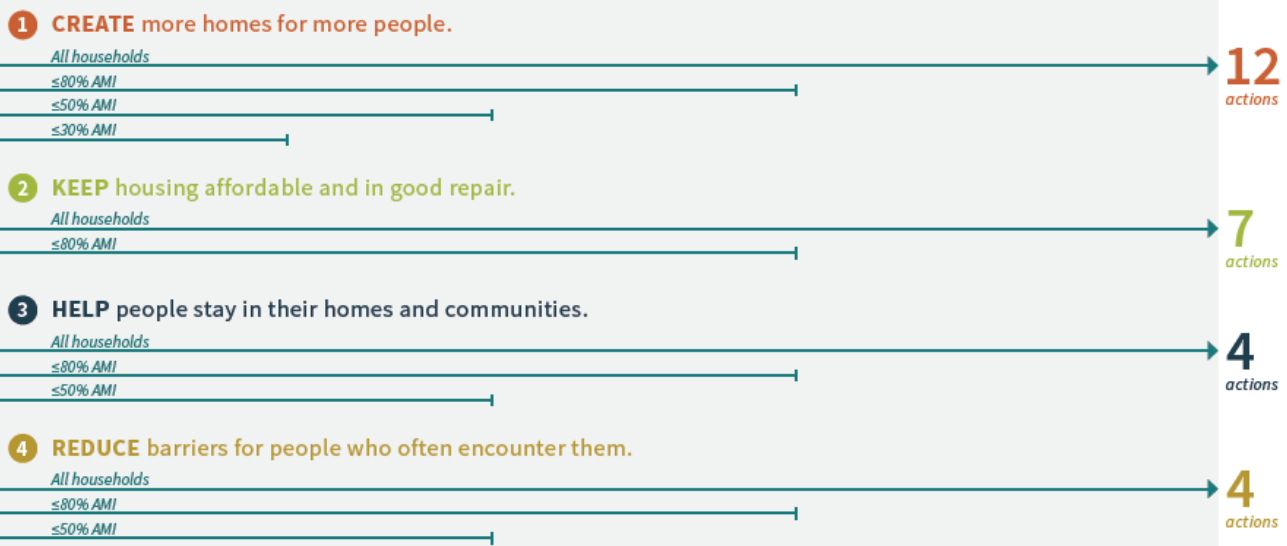 1 CREATE more homes for more people.
All households
≤80% AMI
≤50% AMI
≤30% AMI
12
actions
2 KEEP housing affordable and in good repair.
All households
≤80% AMI
7
actions
3 HELP people stay in their homes and communities.
All households
≤80% AMI
≤50% AMI
4
actions
4 REDUCE barriers for people who often encounter them.
All households
≤80% AMI
≤50% AMI
4
actions